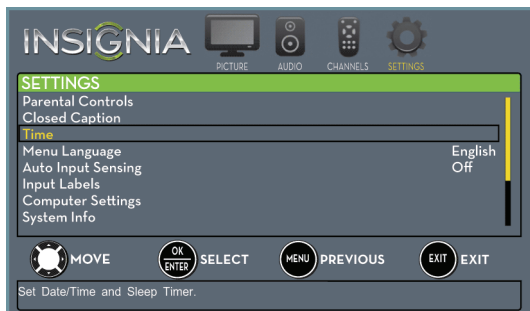 INSIGNIA
PICTURE AUDIO CHANNELS SETTINGS
SETTINGS
Parental Controls
Closed Caption
Time
Menu Language English
Auto Input Sensing Off
Input Labels
Computer Settings
System Info
MOVE OK ENTER SELECT MENU PREVIOUS EXIT EXIT
Set Date/Time and Sleep Timer.